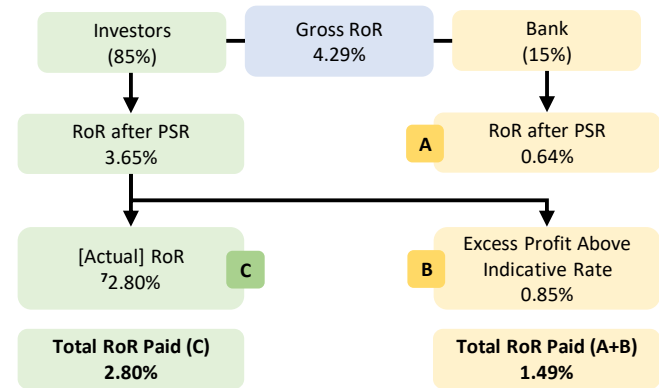 Investors
(85%)
Gross RoR
4.29%
Bank
(15%)
RoR after PSR
3.65%
A
RoR after PSR
0.64%
[Actual] RoR
⁷2.80%
C
B
Excess Profit Above
Indicative Rate
0.85%
Total RoR Paid (C)
2.80%
Total RoR Paid (A+B)
1.49%